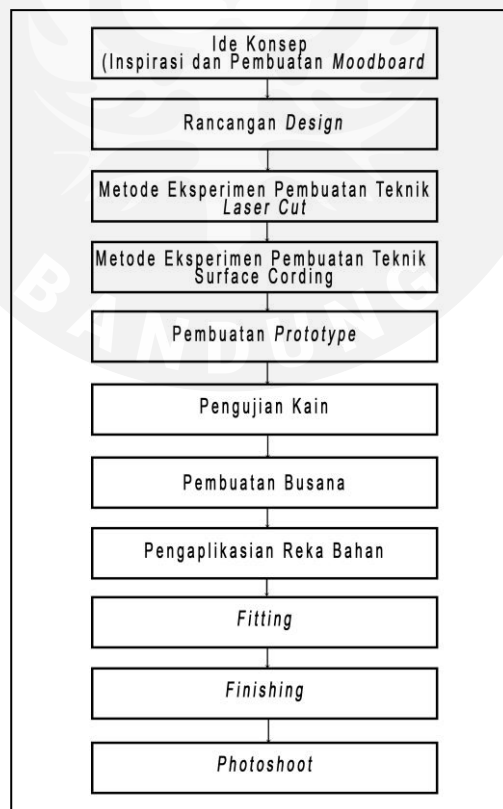 Ide Konsep
(Inspirasi dan Pembuatan Moodboard
Rancangan Design
Metode Eksperimen Pembuatan Teknik
Laser Cut
Metode Eksperimen Pembuatan Teknik
Surface Cording
Pembuatan Prototype
BANDUNG
Pengujian Kain
Pembuatan Busana
Pengaplikasian Reka Bahan
Fitting
Finishing
Photoshoot